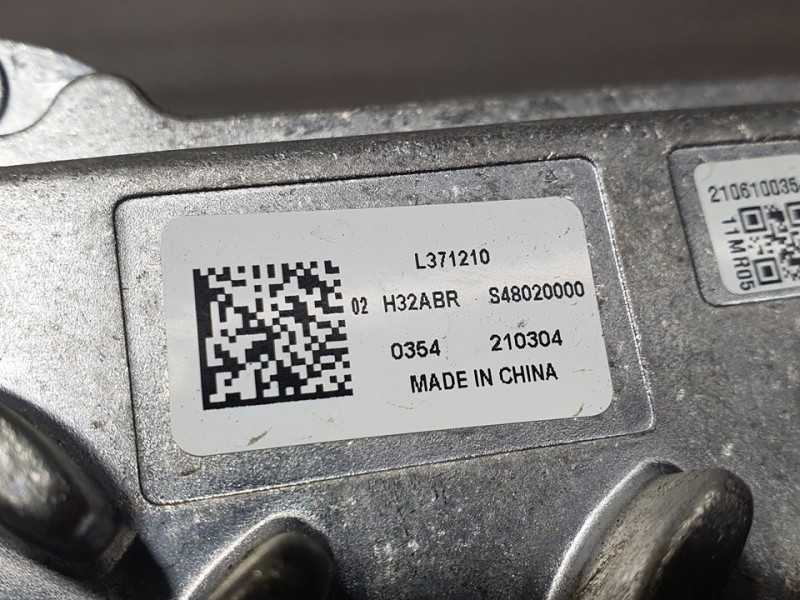 L371210
02 H32ABR S48020000
0354 210304
MADE IN CHINA
210610035
11MR05